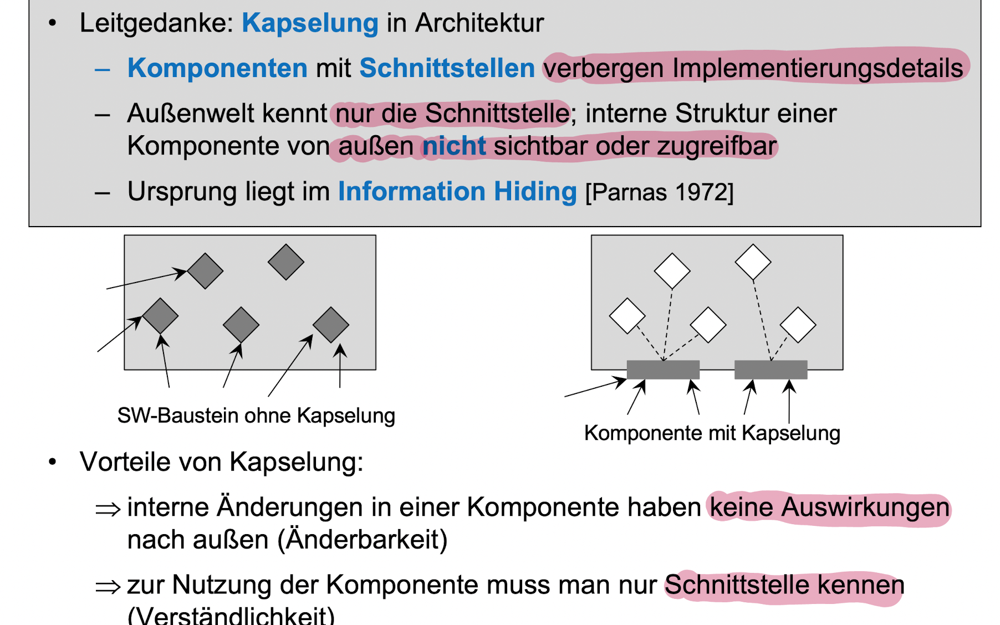 • Leitgedanke: Kapselung in Architektur
– Komponenten mit Schnittstellen verbergen Implementierungsdetails
– Außenwelt kennt nur die Schnittstelle; interne Struktur einer
Komponente von außen nicht sichtbar oder zugreifbar
– Ursprung liegt im Information Hiding [Parnas 1972]
SW-Baustein ohne Kapselung
Komponente mit Kapselung
• Vorteile von Kapselung:
⇒ interne Änderungen in einer Komponente haben keine Auswirkungen
nach außen (Änderbarkeit)
⇒ zur Nutzung der Komponente muss man nur Schnittstelle kennen
(Verständlichkeit)